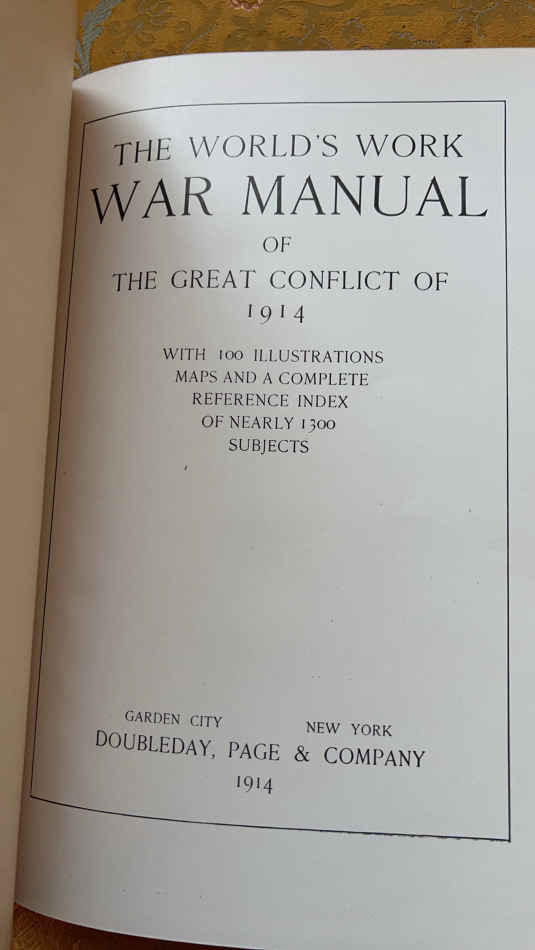 THE WORLD'S WORK
WAR MANUAL
OF
THE GREAT CONFLICT OF
1914
WITH 100 ILLUSTRATIONS
MAPS AND A COMPLETE
REFERENCE INDEX
OF NEARLY 1300
SUBJECTS
GARDEN CITY NEW YORK
DOUBLEDAY, PAGE & COMPANY
1914